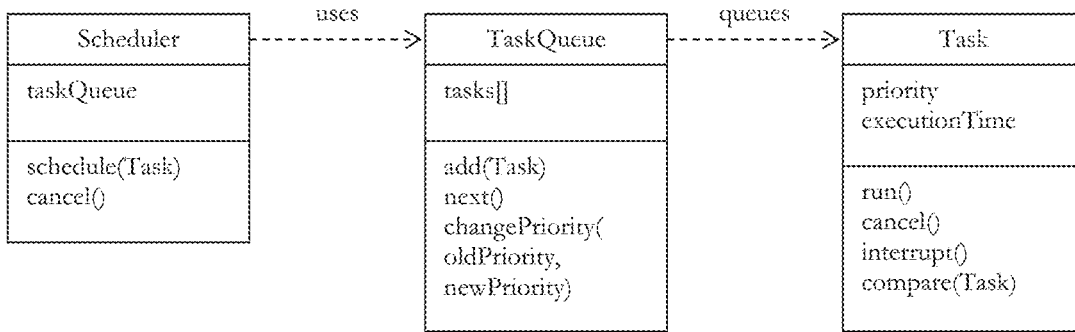 uses
queues
Scheduler
TaskQueue
Task
taskQueue
tasks[]
priority
executionTime
schedule(Task)
cancel()
add(Task)
next()
changePriority(
oldPriority,
newPriority)
run()
cancel()
interrupt()
compare(Task)